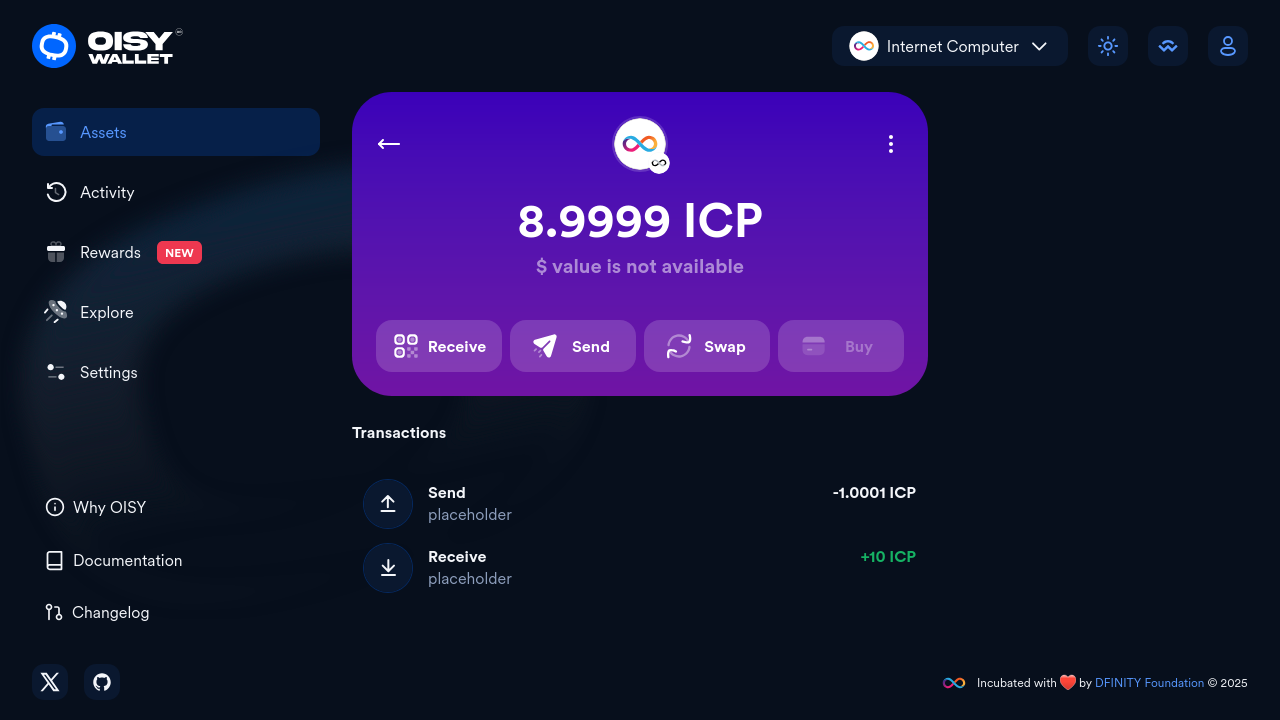 OISY
WALLET
Internet Computer
Assets
Activity
Rewards NEW
Explore
Settings
Why OISY
Documentation
Changelog
8.9999 ICP
$ value is not available
Receive
Send
Swap
Buy
Transactions
Send -1.0001 ICP
placeholder
Receive +10 ICP
placeholder
Incubated with ❤️ by DFINITY Foundation © 2025